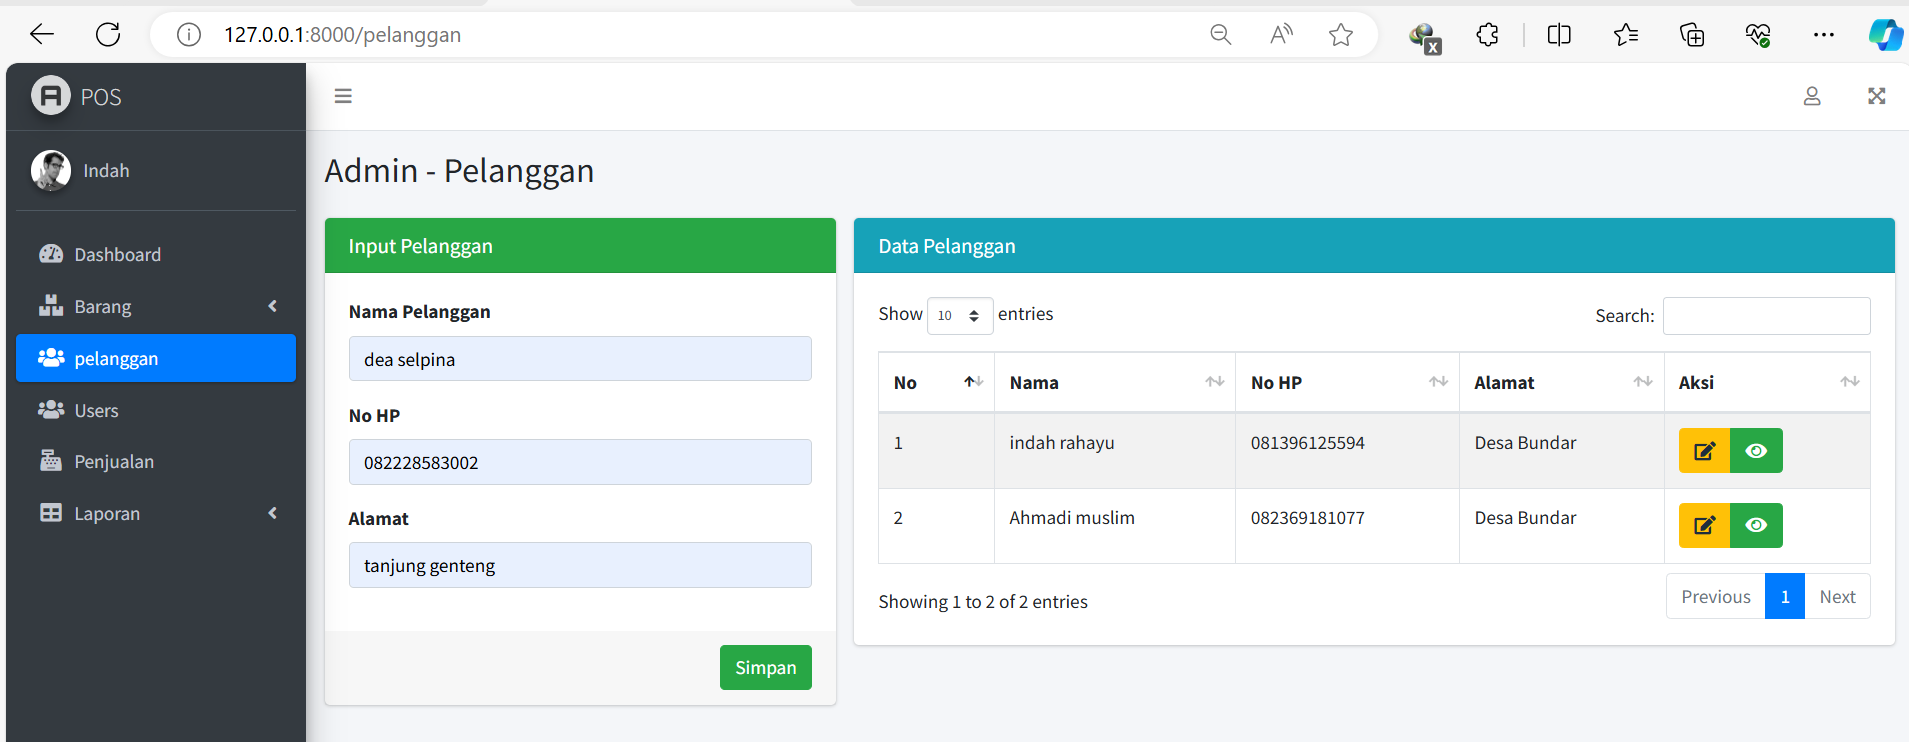 127.0.0.1:8000/pelanggan
POS
Indah
Dashboard
Barang
pelanggan
Users
Penjualan
Laporan
Admin - Pelanggan
Input Pelanggan
Nama Pelanggan
dea selpina
No HP
082228583002
Alamat
tanjung genteng
Simpan
Data Pelanggan
Show 10 entries
Search:
No Nama No HP Alamat Aksi
1 indah rahayu 081396125594 Desa Bundar
2 Ahmadi muslim 082369181077 Desa Bundar
Showing 1 to 2 of 2 entries
Previous 1 Next